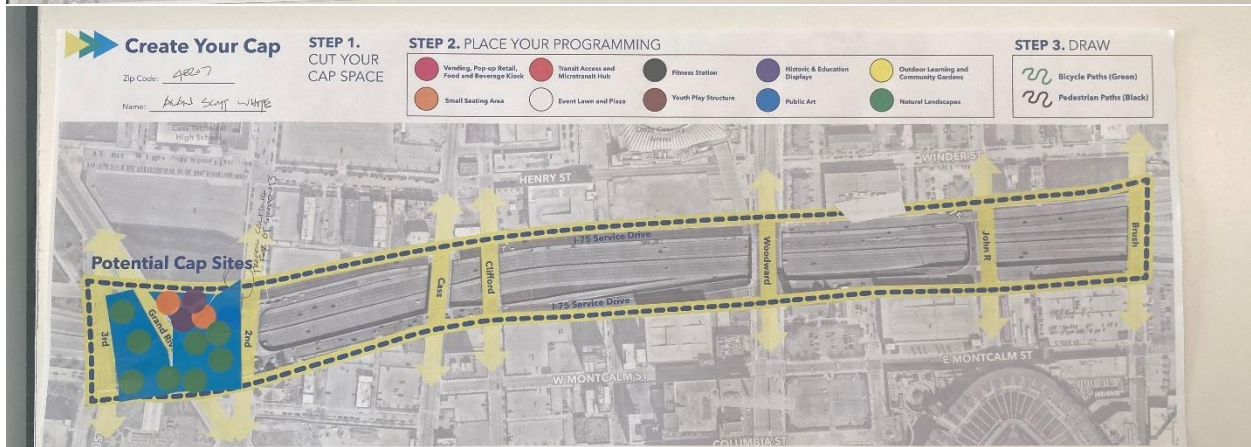 Create Your Cap
Zip Code: 48207
Name: ALAN SCOTT WHITE
STEP 1.
CUT YOUR
CAP SPACE
STEP 2. PLACE YOUR PROGRAMMING
Vending, Pop-up Retail,
Food and Beverage Kiosk
Transit Access and
Microtransit Hub
Fitness Station
Historic & Education
Displays
Outdoor Learning and
Community Gardens
Small Seating Area
Event Lawn and Plaza
Youth Play Structure
Public Art
Natural Landscapes
STEP 3. DRAW
Bicycle Paths (Green)
Pedestrian Paths (Black)
Cass Technical
High School
HENRY ST
WINDER ST
I-75 Service Drive
Potential Cap Sites
3rd
Grand Riv
2nd
Cass
Clifford
Woodward
John R
Brush
I-75 Service Drive
W MONTCALM ST
E MONTCALM ST
COLUMBIA ST